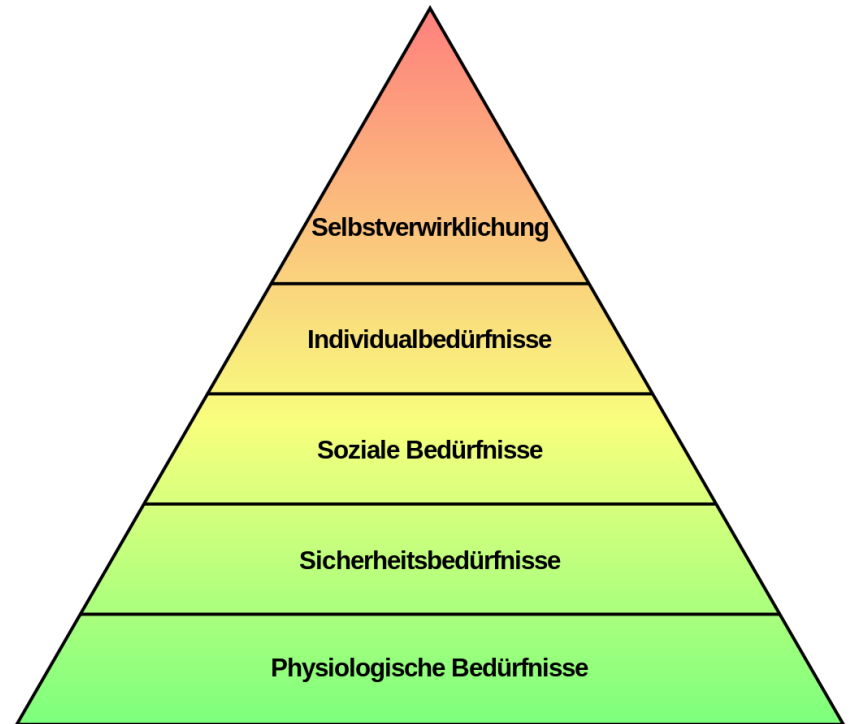 Selbstverwirklichung
Individualbedürfnisse
Soziale Bedürfnisse
Sicherheitsbedürfnisse
Physiologische Bedürfnisse